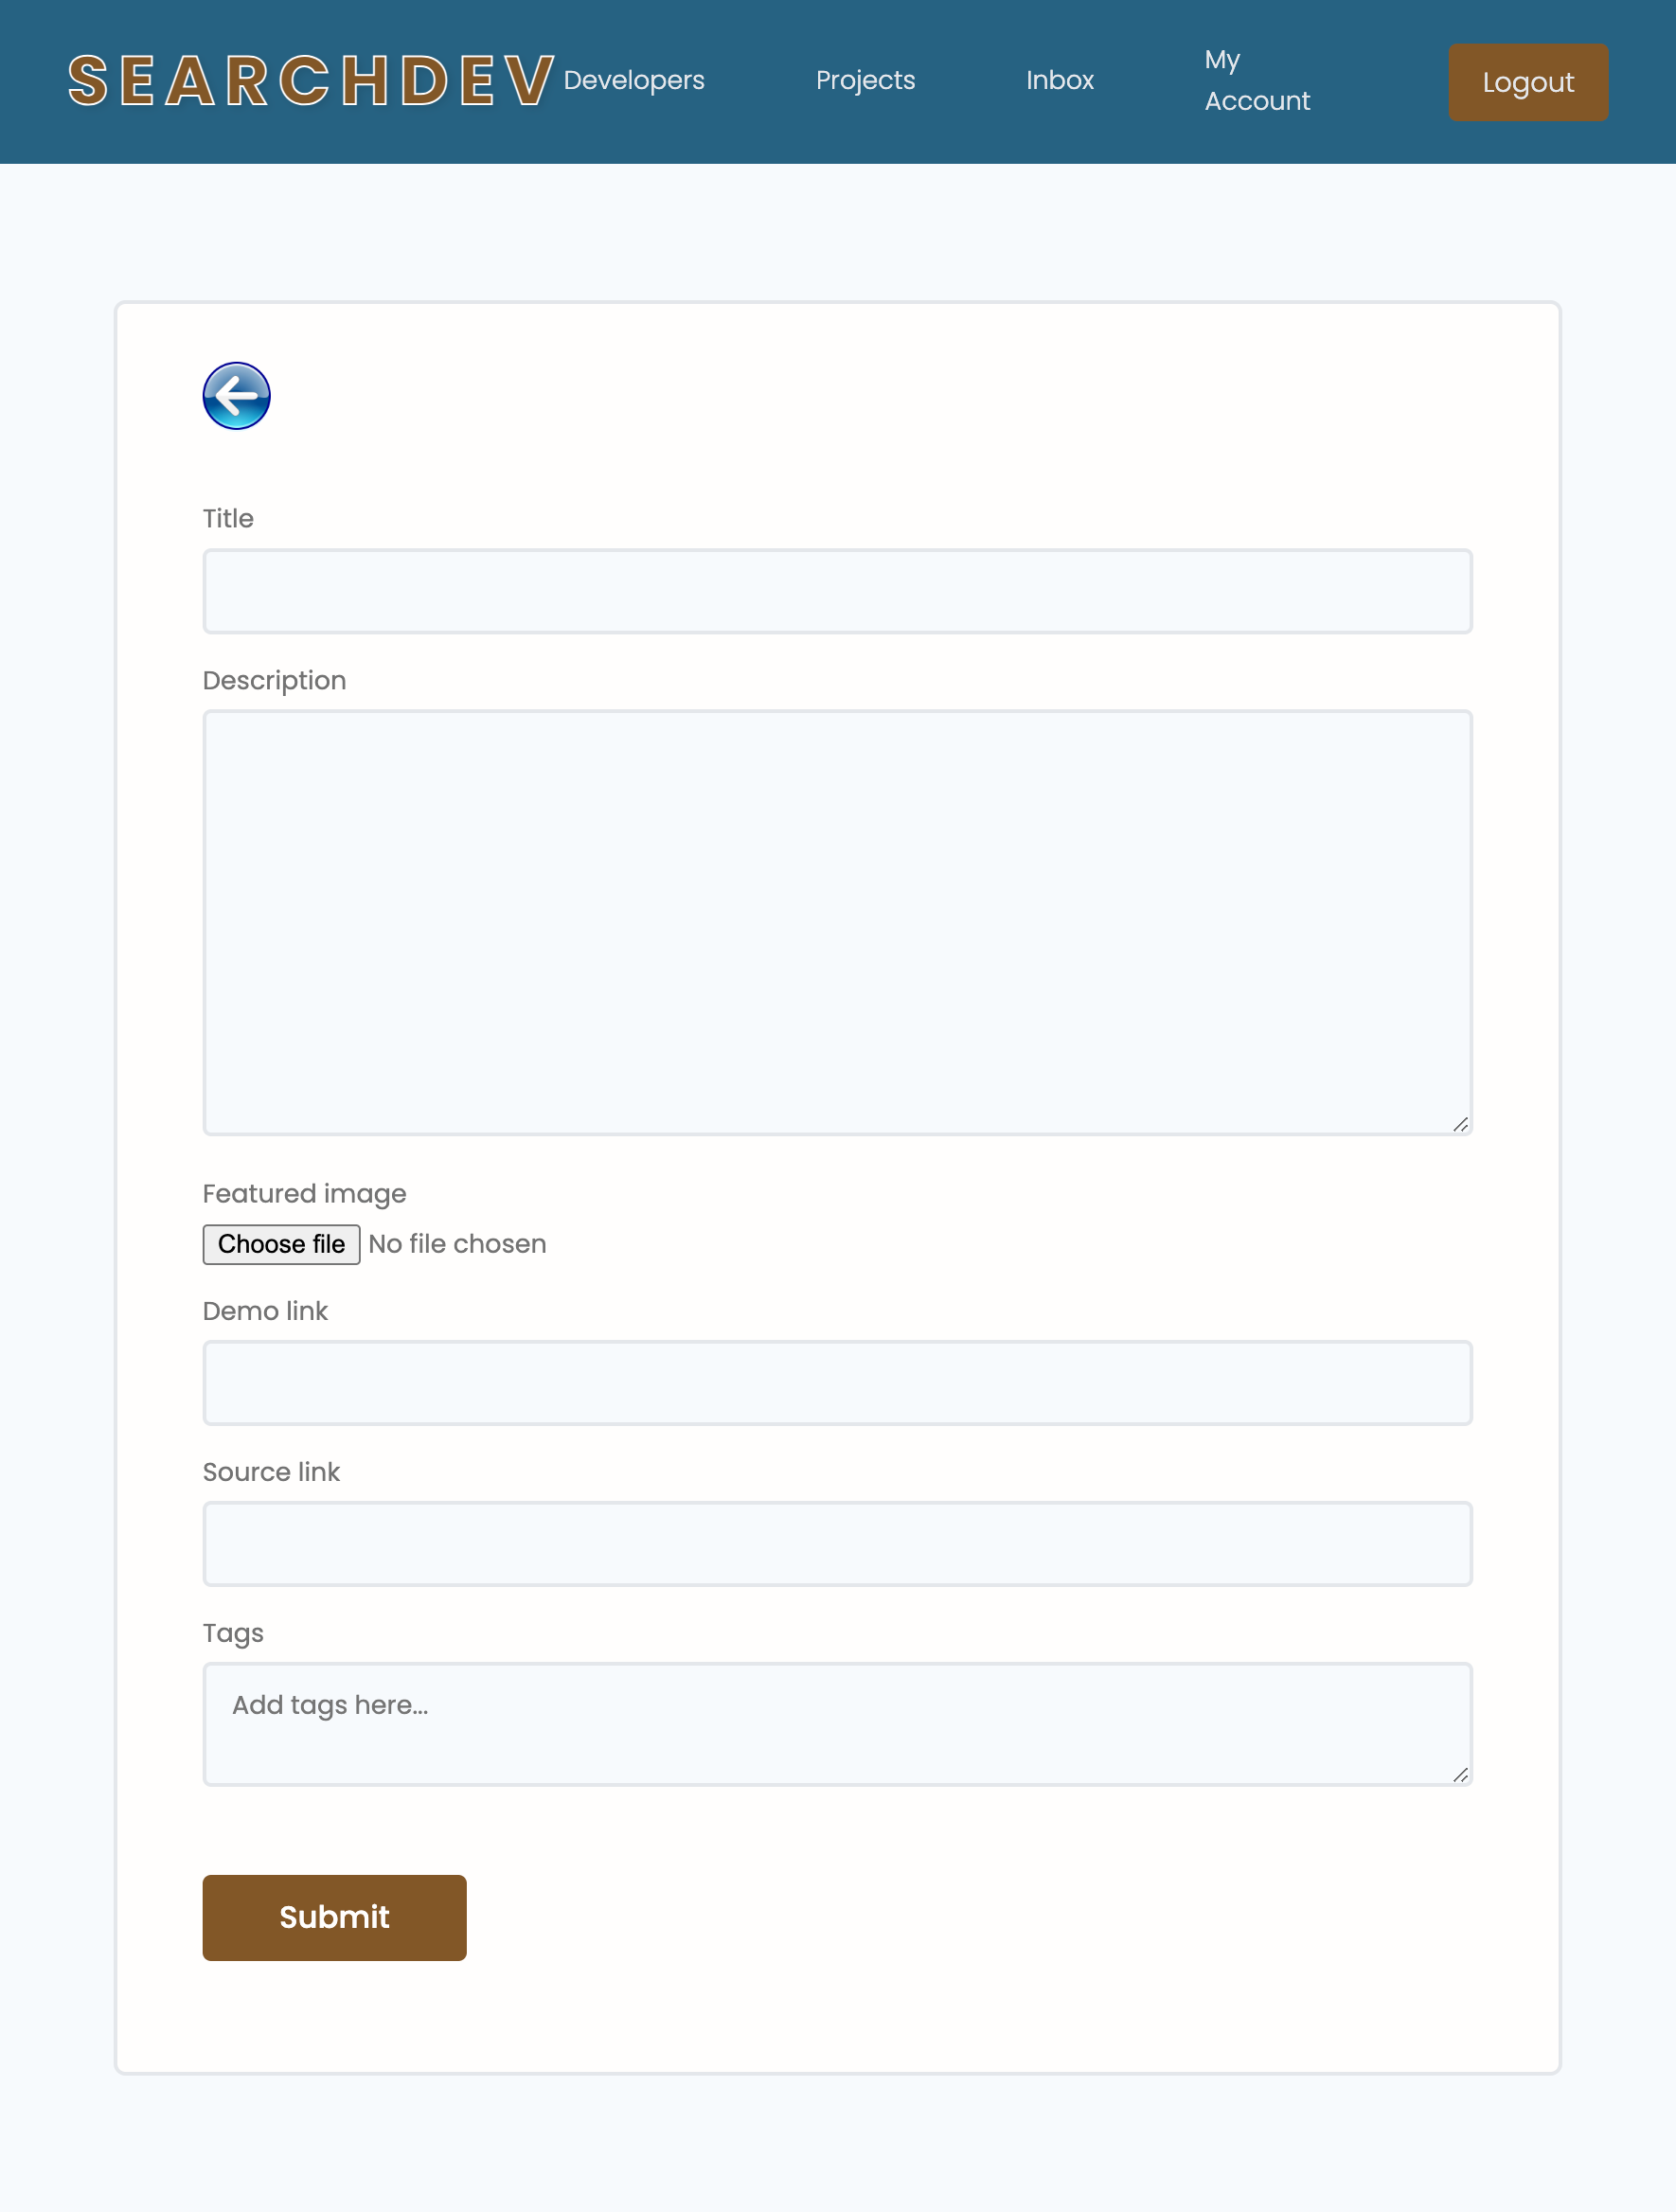 SEARCHDEV Developers Projects Inbox My Account Logout
Title
Description
Featured image
Choose file No file chosen
Demo link
Source link
Tags
Add tags here...
Submit